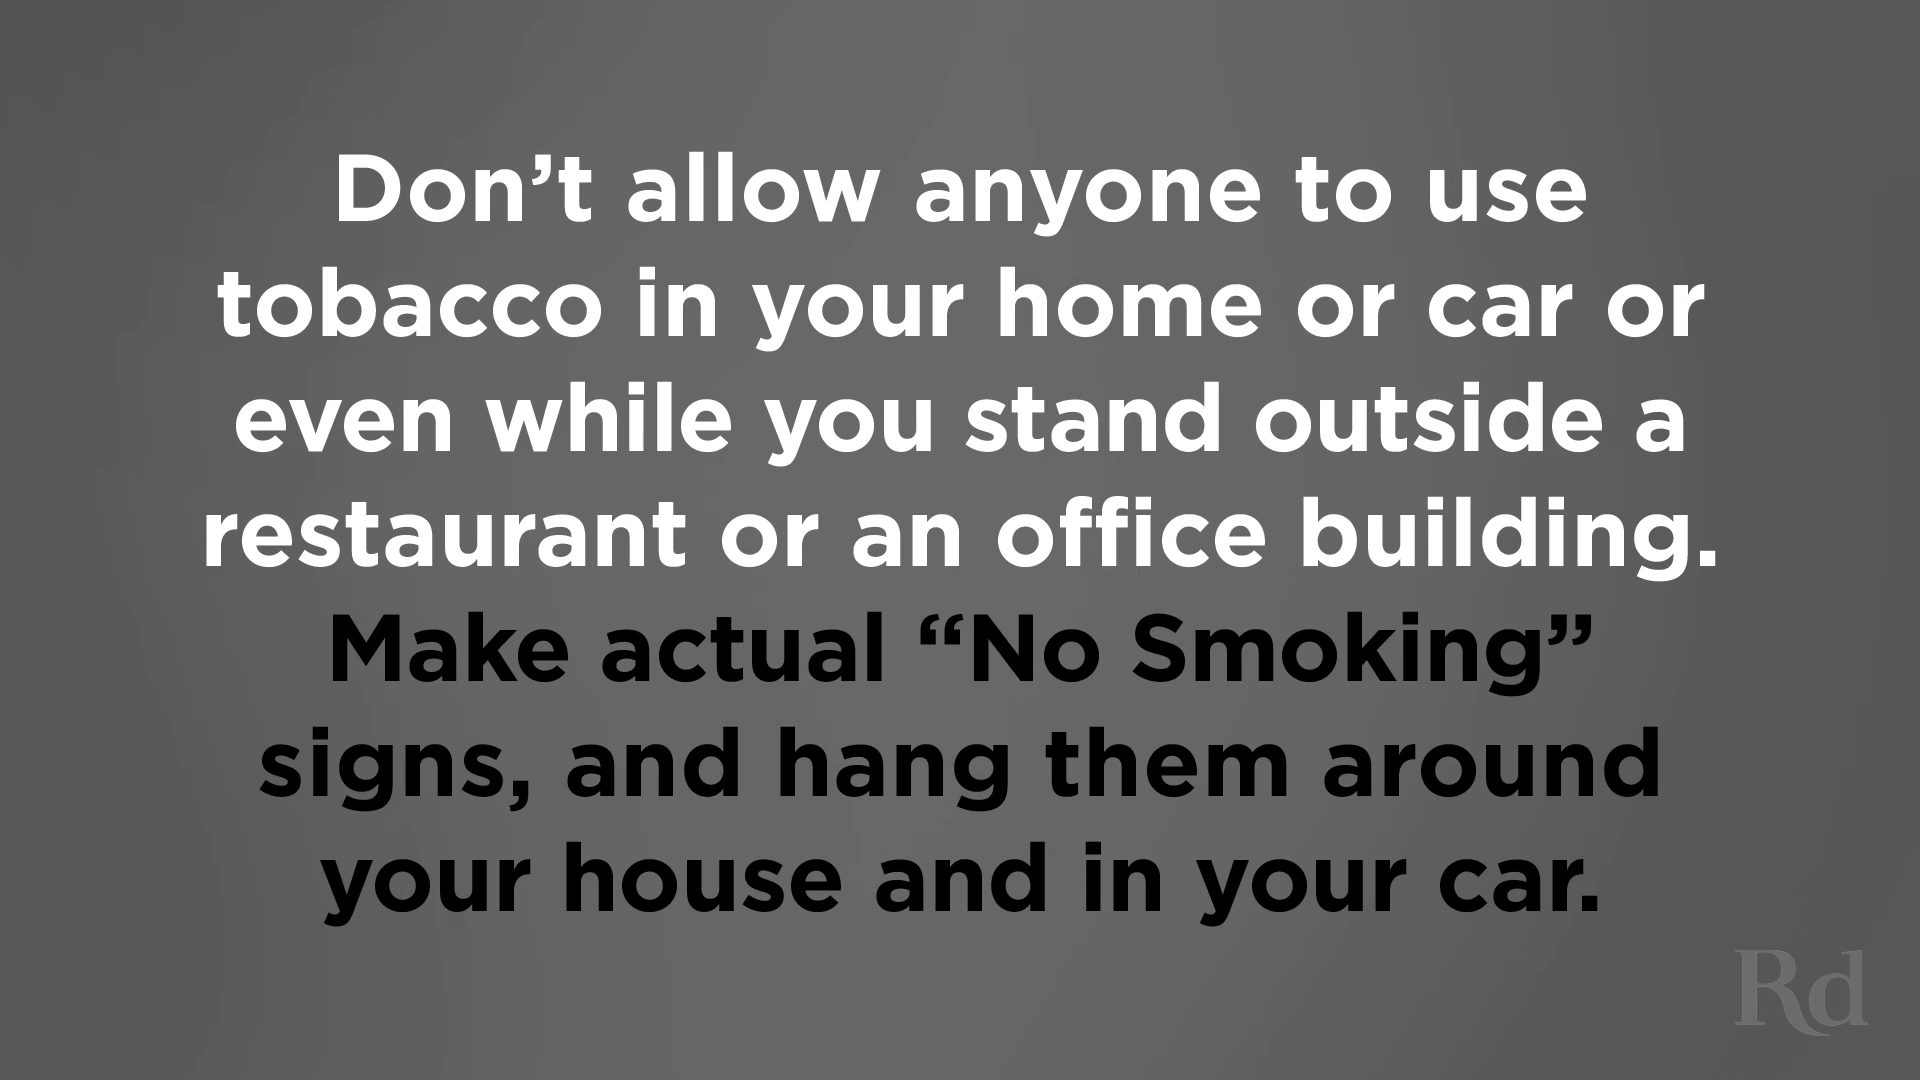 Don’t allow anyone to use
tobacco in your home or car or
even while you stand outside a
restaurant or an office building.
Make actual “No Smoking”
signs, and hang them around
your house and in your car.
Rd